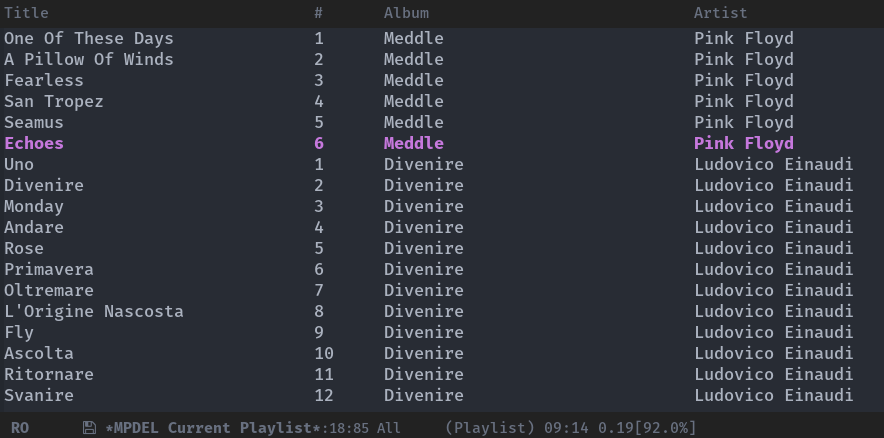 Title # Album Artist
One Of These Days 1 Meddle Pink Floyd
A Pillow Of Winds 2 Meddle Pink Floyd
Fearless 3 Meddle Pink Floyd
San Tropez 4 Meddle Pink Floyd
Seamus 5 Meddle Pink Floyd
Echoes 6 Meddle Pink Floyd
Uno 1 Divenire Ludovico Einaudi
Divenire 2 Divenire Ludovico Einaudi
Monday 3 Divenire Ludovico Einaudi
Andare 4 Divenire Ludovico Einaudi
Rose 5 Divenire Ludovico Einaudi
Primavera 6 Divenire Ludovico Einaudi
Oltremare 7 Divenire Ludovico Einaudi
L'Origine Nascosta 8 Divenire Ludovico Einaudi
Fly 9 Divenire Ludovico Einaudi
Ascolta 10 Divenire Ludovico Einaudi
Ritornare 11 Divenire Ludovico Einaudi
Svanire 12 Divenire Ludovico Einaudi
RO *MPDEL Current Playlist*:18:85 All (Playlist) 09:14 0.19[92.0%]